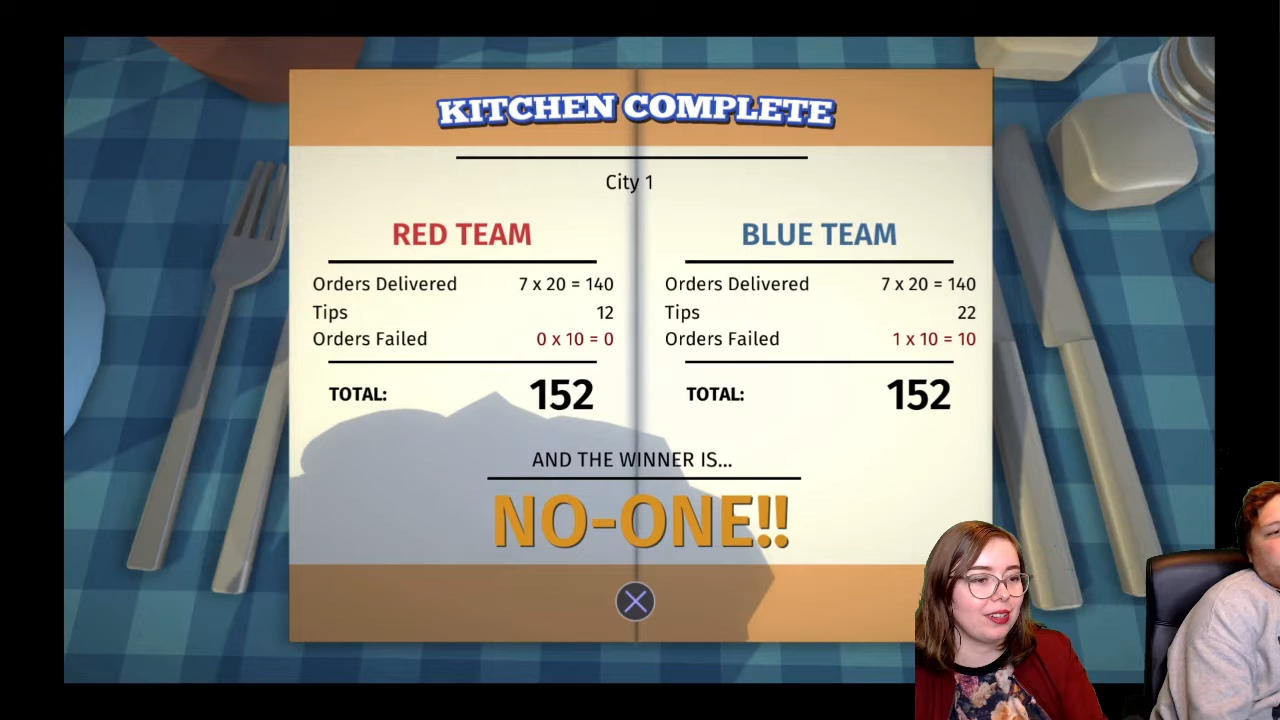 KITCHEN COMPLETE
City 1
RED TEAM
Orders Delivered 7 x 20 = 140
Tips 12
Orders Failed 0 x 10 = 0
TOTAL: 152
BLUE TEAM
Orders Delivered 7 x 20 = 140
Tips 22
Orders Failed 1 x 10 = 10
TOTAL: 152
AND THE WINNER IS...
NO-ONE!!